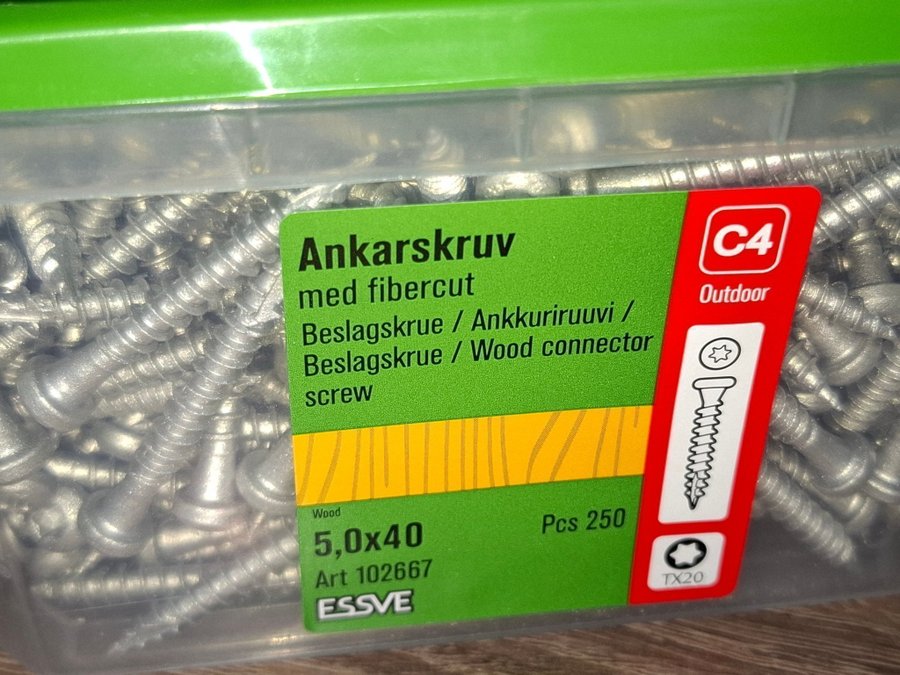 Ankarskruv
med fibercut
Beslagskrue / Ankkuriruuvi /
Beslagskrue / Wood connector
screw
Wood
5,0x40
Pcs 250
Art 102667
ESSVE
C4
Outdoor
TX20